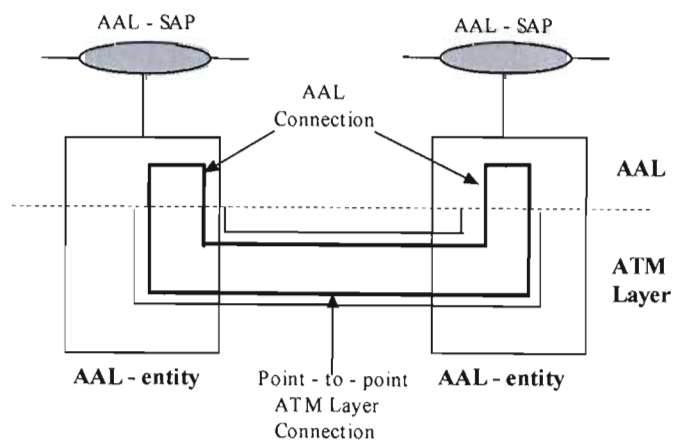 AAL - SAP
AAL - SAP
AAL
Connection
AAL
ATM
Layer
AAL - entity
Point - to - point
ATM Layer
Connection
AAL - entity